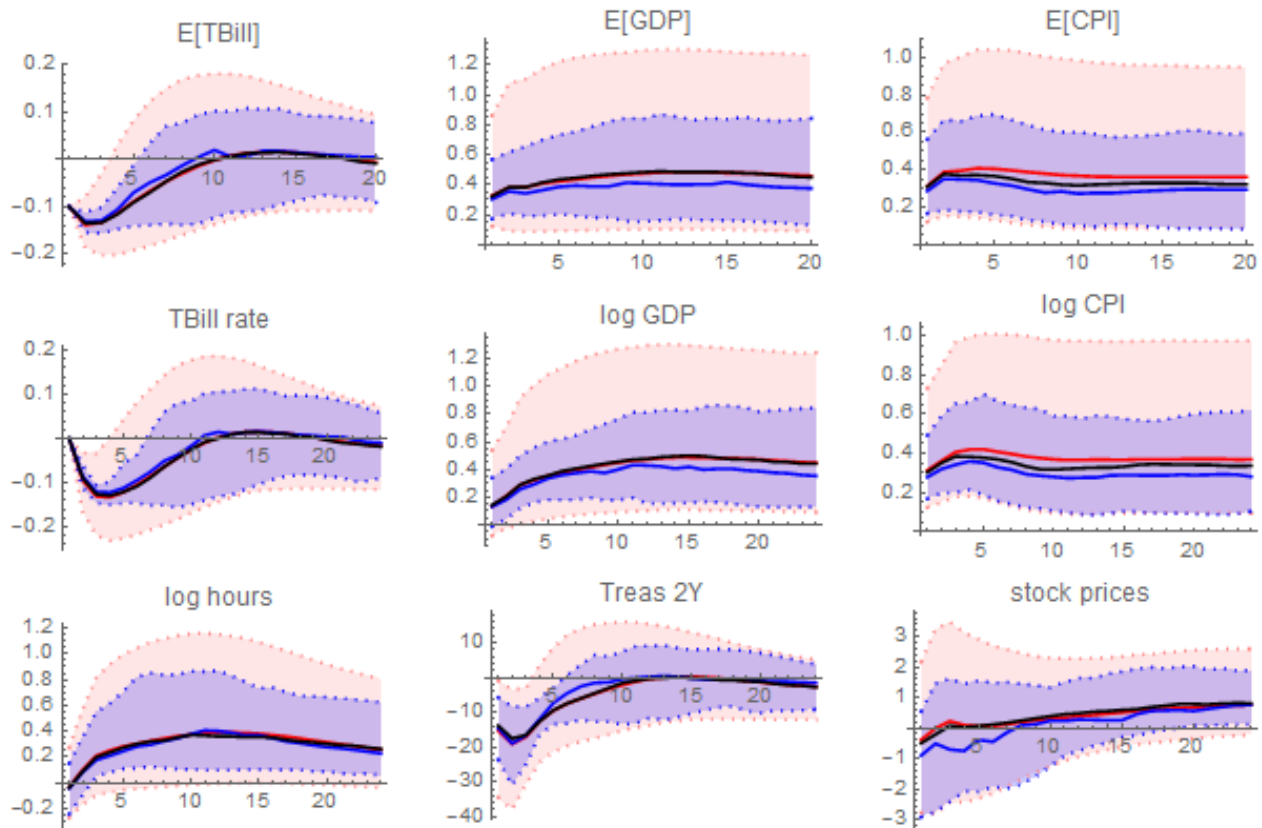 E[TBill] E[GDP] E[CPI]
0.2 1.2 1.0
0.1 1.0 0.8
0.8 0.6
5 10 15 20 0.6 0.4
-0.1 0.4 0.2
-0.2 0.2
5 10 15 20 5 10 15 20
TBill rate log GDP log CPI
0.2 1.2 1.0
0.1 1.0 0.8
0.8 0.6
5 10 15 20 0.6 0.4
-0.1 0.4 0.2
-0.2 0.2
5 10 15 20 5 10 15 20
log hours Treas 2Y stock prices
1.2 10 3
1.0 2
0.8 5 10 15 20 1
0.6 -10
0.4 -20 5 10 15 20
0.2 -30 -1
5 10 15 20 -2
-0.2 -40 -3